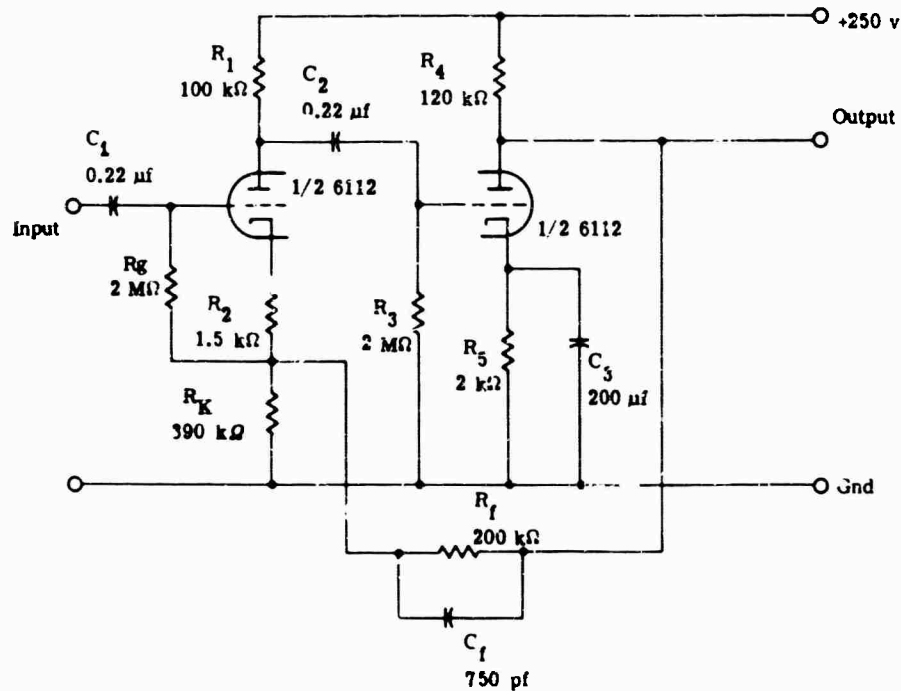 +250 v
R1
100 kΩ
C2
0.22 µf
R4
120 kΩ
Output
C1
0.22 µf
1/2 6112
Input
1/2 6112
Rg
2 MΩ
R2
1.5 kΩ
R3
2 MΩ
R5
2 kΩ
C3
200 µf
RK
390 kΩ
Gnd
Rf
200 kΩ
Cf
750 pf